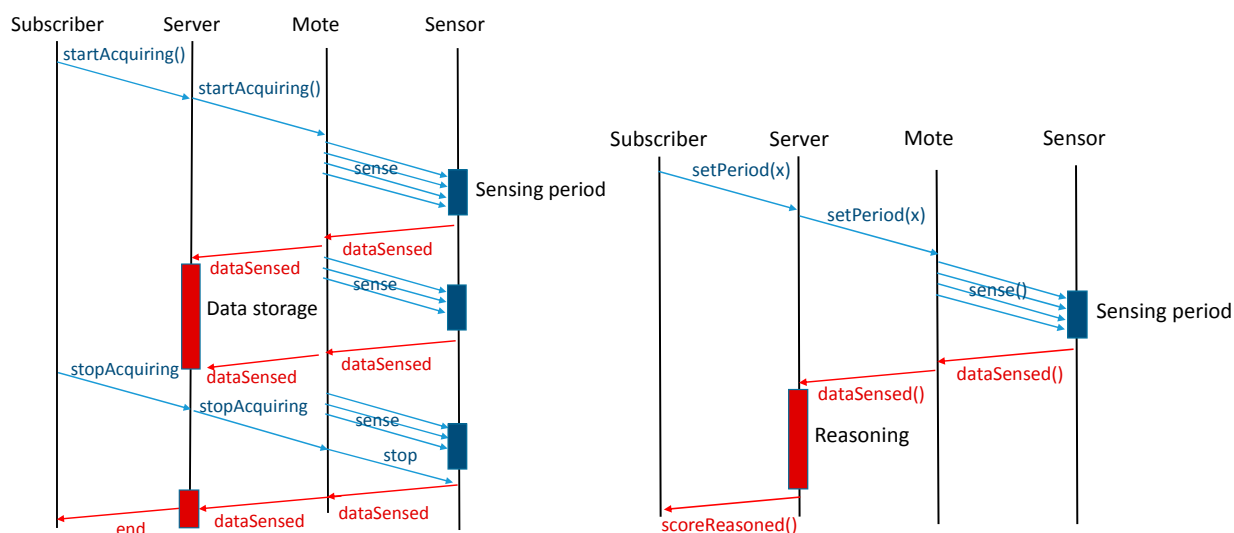 Subscriber Server Mote Sensor
startAcquiring()
startAcquiring()
sense
Sensing period
dataSensed
dataSensed
sense
Data storage
dataSensed
dataSensed
stopAcquiring
stopAcquiring
sense
stop
dataSensed
dataSensed
end
Subscriber Server Mote Sensor
setPeriod(x)
setPeriod(x)
sense()
Sensing period
dataSensed()
dataSensed()
Reasoning
scoreReasoned()